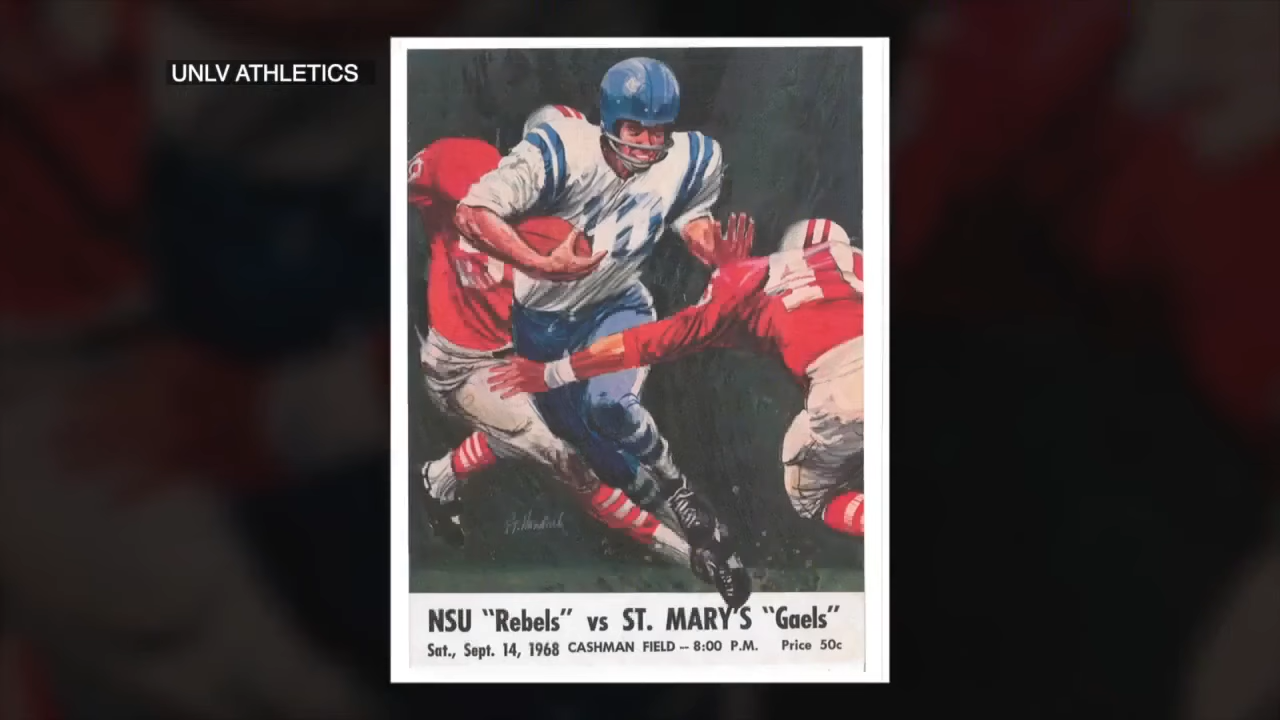 UNLV ATHLETICS
NSU "Rebels" vs ST. MARY'S "Gaels"
Sat., Sept. 14, 1968 CASHMAN FIELD -- 8:00 P.M. Price 50c